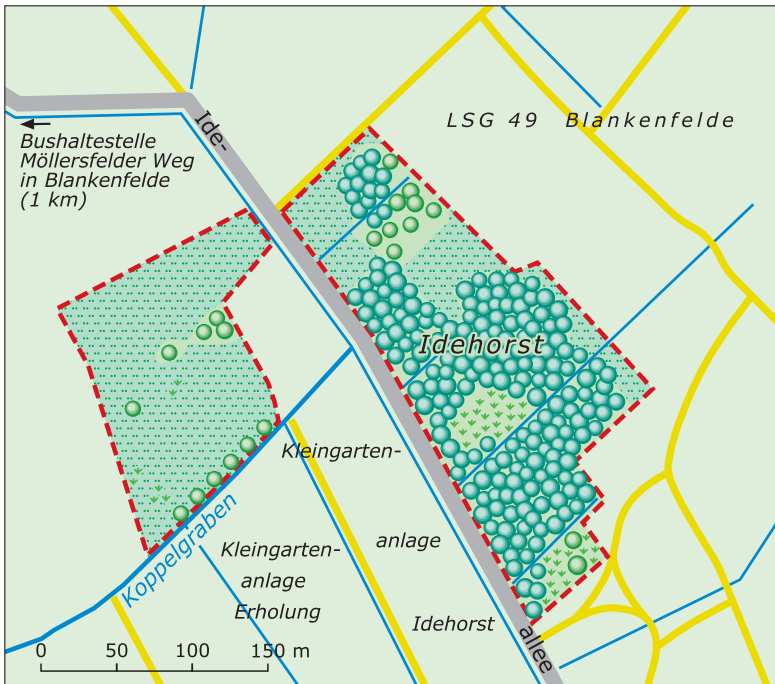 Ide-
LSG 49 Blankenfelde
Bushaltestelle
Möllersfelder Weg
in Blankenfelde
(1 km)
Idehorst
Kleingarten-
anlage
Idehorst
Koppelgraben
Kleingarten-
anlage
Erholung
allee
0 50 100 150 m